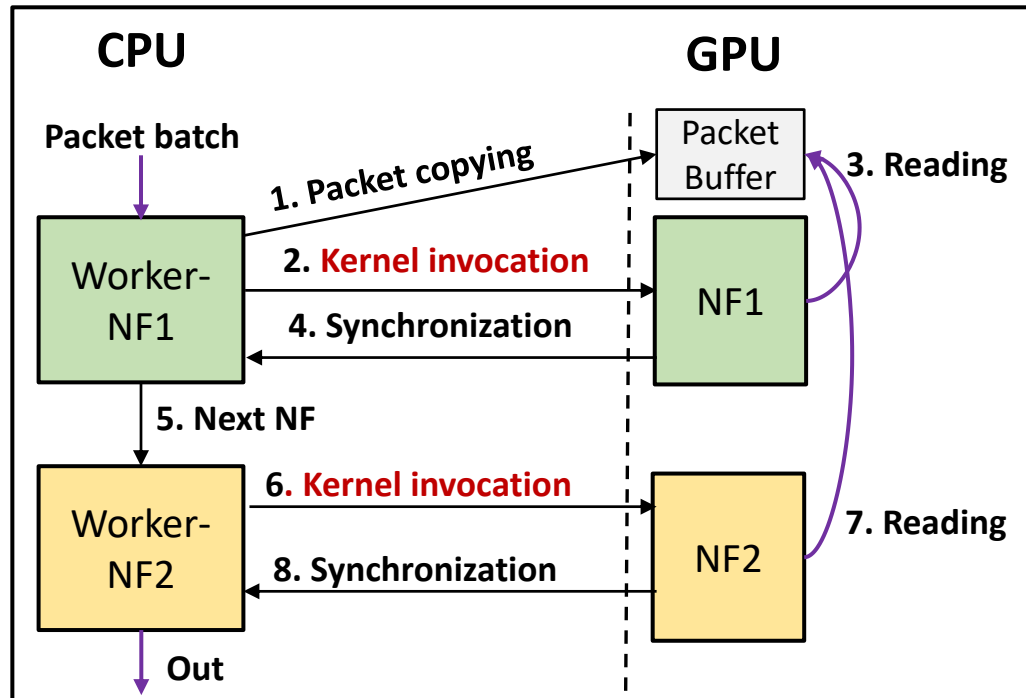 CPU
GPU
Packet batch
1. Packet copying
Packet
Buffer
3. Reading
Worker-
NF1
2. Kernel invocation
NF1
4. Synchronization
5. Next NF
Worker-
NF2
6. Kernel invocation
NF2
7. Reading
8. Synchronization
Out